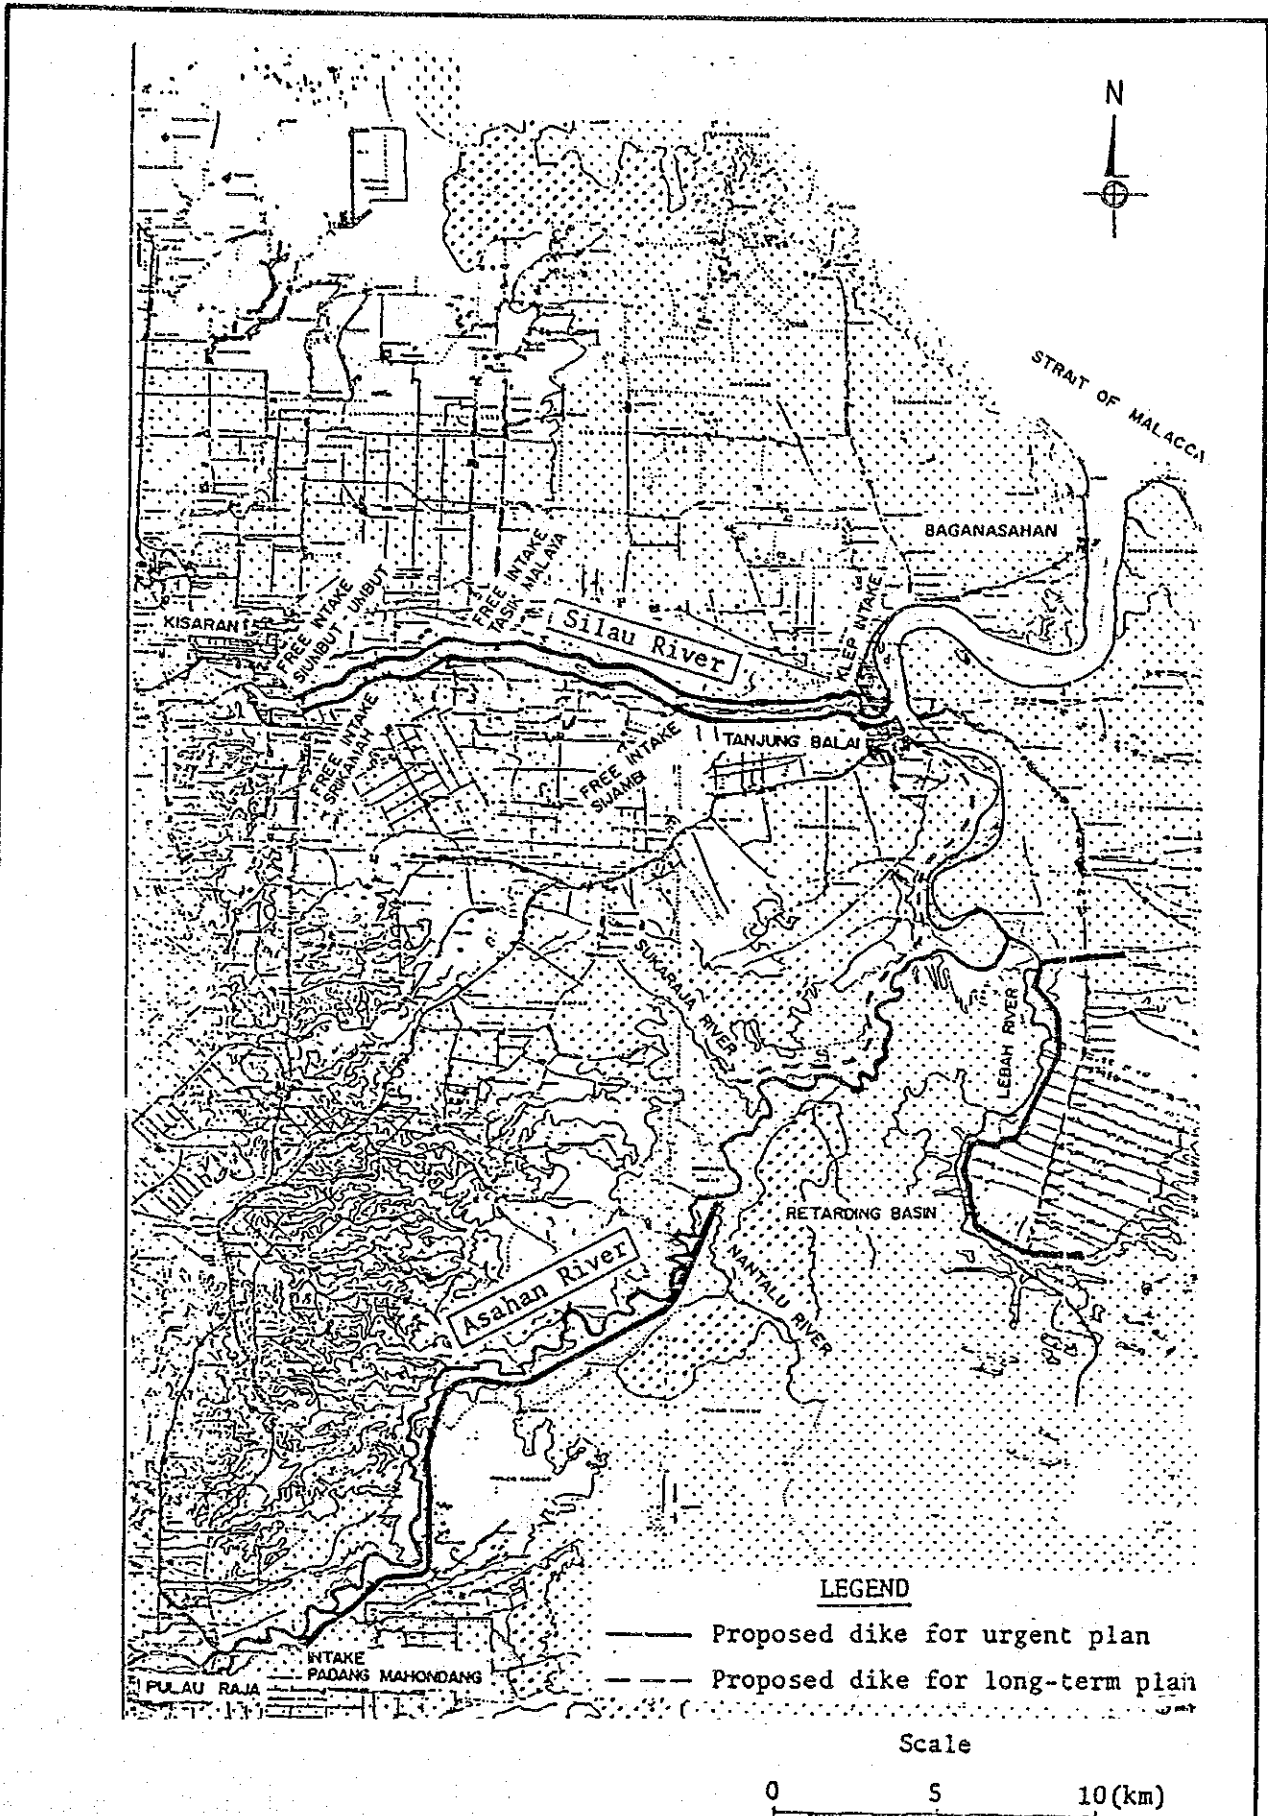 N
STRAIT OF MALACCA
BAGANASAHAN
KISARAN
FREE INTAKE
SIUMBUT UMBUT
FREE INTAKE
TASIK MALAYA
Silau River
KLEP INTAKE
FREE INTAKE
SRIKANAH
FREE INTAKE
SIJAMBI
TANJUNG BALAI
SUKARAJA RIVER
LEBAH RIVER
RETARDING BASIN
NANTALU RIVER
Asahan River
INTAKE
PADANG MAHONDANG
PULAU RAJA
LEGEND
Proposed dike for urgent plan
Proposed dike for long-term plan
Scale
0 5 10(km)